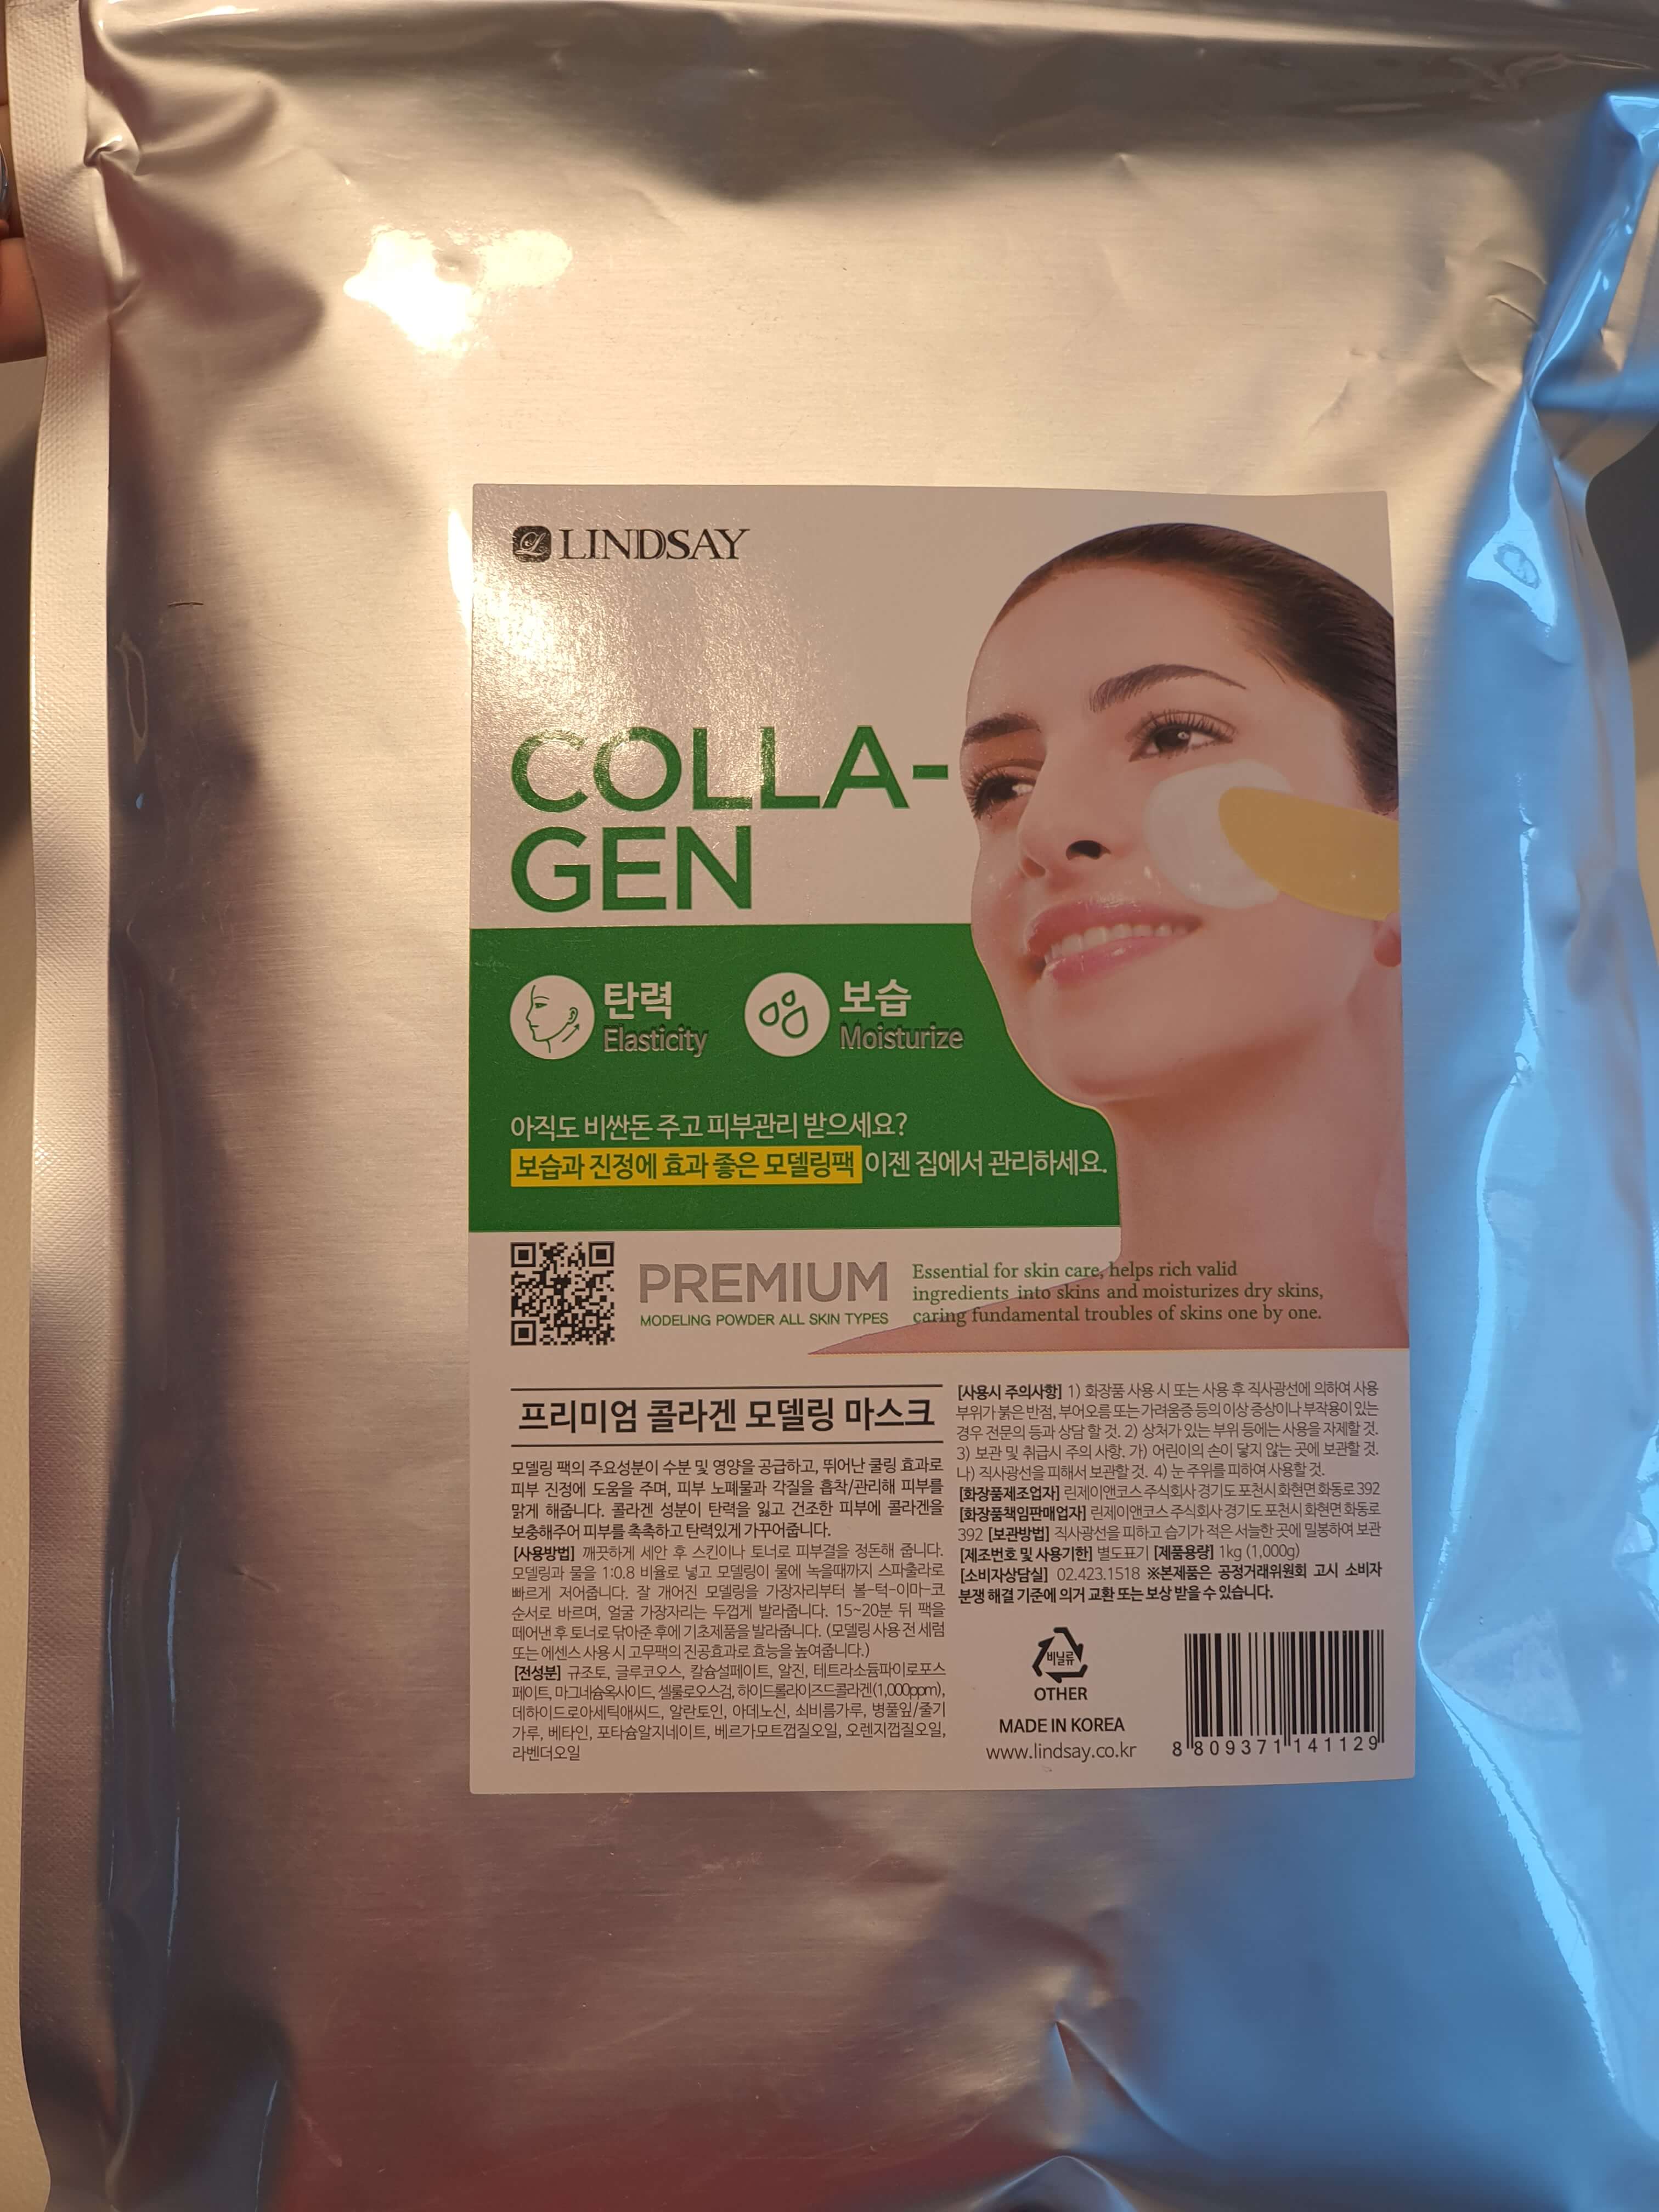 LINDSAY
COLLA-
GEN
탄력
Elasticity
보습
Moisturize
아직도 비싼돈 주고 피부관리 받으세요?
보습과 진정에 효과 좋은 모델링팩 이젠 집에서 관리하세요.
PREMIUM
MODELING POWDER ALL SKIN TYPES
Essential for skin care, helps rich valid
ingredients into skins and moisturizes dry skins,
caring fundamental troubles of skins one by one.
프리미엄 콜라겐 모델링 마스크
모델링 팩의 주요성분이 수분 및 영양을 공급하고, 뛰어난 쿨링 효과로
피부 진정에 도움을 주며, 피부 노폐물과 각질을 흡착/관리해 피부를
맑게 해줍니다. 콜라겐 성분이 탄력을 잃고 건조한 피부에 콜라겐을
보충해주어 피부를 촉촉하고 탄력있게 가꾸어줍니다.
[사용방법] 깨끗하게 세안 후 스킨이나 토너로 피부결을 정돈해 줍니다.
모델링과 물을 1:0.8 비율로 넣고 모델링이 물에 녹을때까지 스파출라로
빠르게 저어줍니다. 잘 개어진 모델링을 가장자리부터 볼-턱-이마-코
순서로 바르며, 얼굴 가장자리는 두껍게 발라줍니다. 15~20분 뒤 팩을
떼어낸 후 토너로 닦아준 후에 기초제품을 발라줍니다. (모델링 사용 전 세럼
또는 에센스 사용 시 고무팩의 진공효과로 효능을 높여줍니다.)
[전성분] 규조토, 글루코오스, 칼슘설페이트, 알진, 테트라소듐파이로포스
페이트, 마그네슘옥사이드, 셀룰로오스검, 하이드롤라이즈드콜라겐(1,000ppm),
데하이드로아세틱애씨드, 알란토인, 아데노신, 쇠비름가루, 병풀잎/줄기
가루, 베타인, 포타슘알지네이트, 베르가모트껍질오일, 오렌지껍질오일,
라벤더오일
[사용시 주의사항] 1) 화장품 사용 시 또는 사용 후 직사광선에 의하여 사용
부위가 붉은 반점, 부어오름 또는 가려움증 등의 이상 증상이나 부작용이 있는
경우 전문의 등과 상담 할 것. 2) 상처가 있는 부위 등에는 사용을 자제할 것.
3) 보관 및 취급시 주의 사항. 가) 어린이의 손이 닿지 않는 곳에 보관할 것.
나) 직사광선을 피해서 보관할 것. 4) 눈 주위를 피하여 사용할 것.
[화장품제조업자] 린제이앤코스 주식회사 경기도 포천시 화현면 화동로 392
[화장품책임판매업자] 린제이앤코스 주식회사 경기도 포천시 화현면 화동로
392 [보관방법] 직사광선을 피하고 습기가 적은 서늘한 곳에 밀봉하여 보관
[제조번호 및 사용기한] 별도표기 [제품용량] 1kg (1,000g)
[소비자상담실] 02.423.1518 ※본제품은 공정거래위원회 고시 소비자
분쟁 해결 기준에 의거 교환 또는 보상 받을 수 있습니다.
비닐류
OTHER
MADE IN KOREA
www.lindsay.co.kr
8 809371 141129